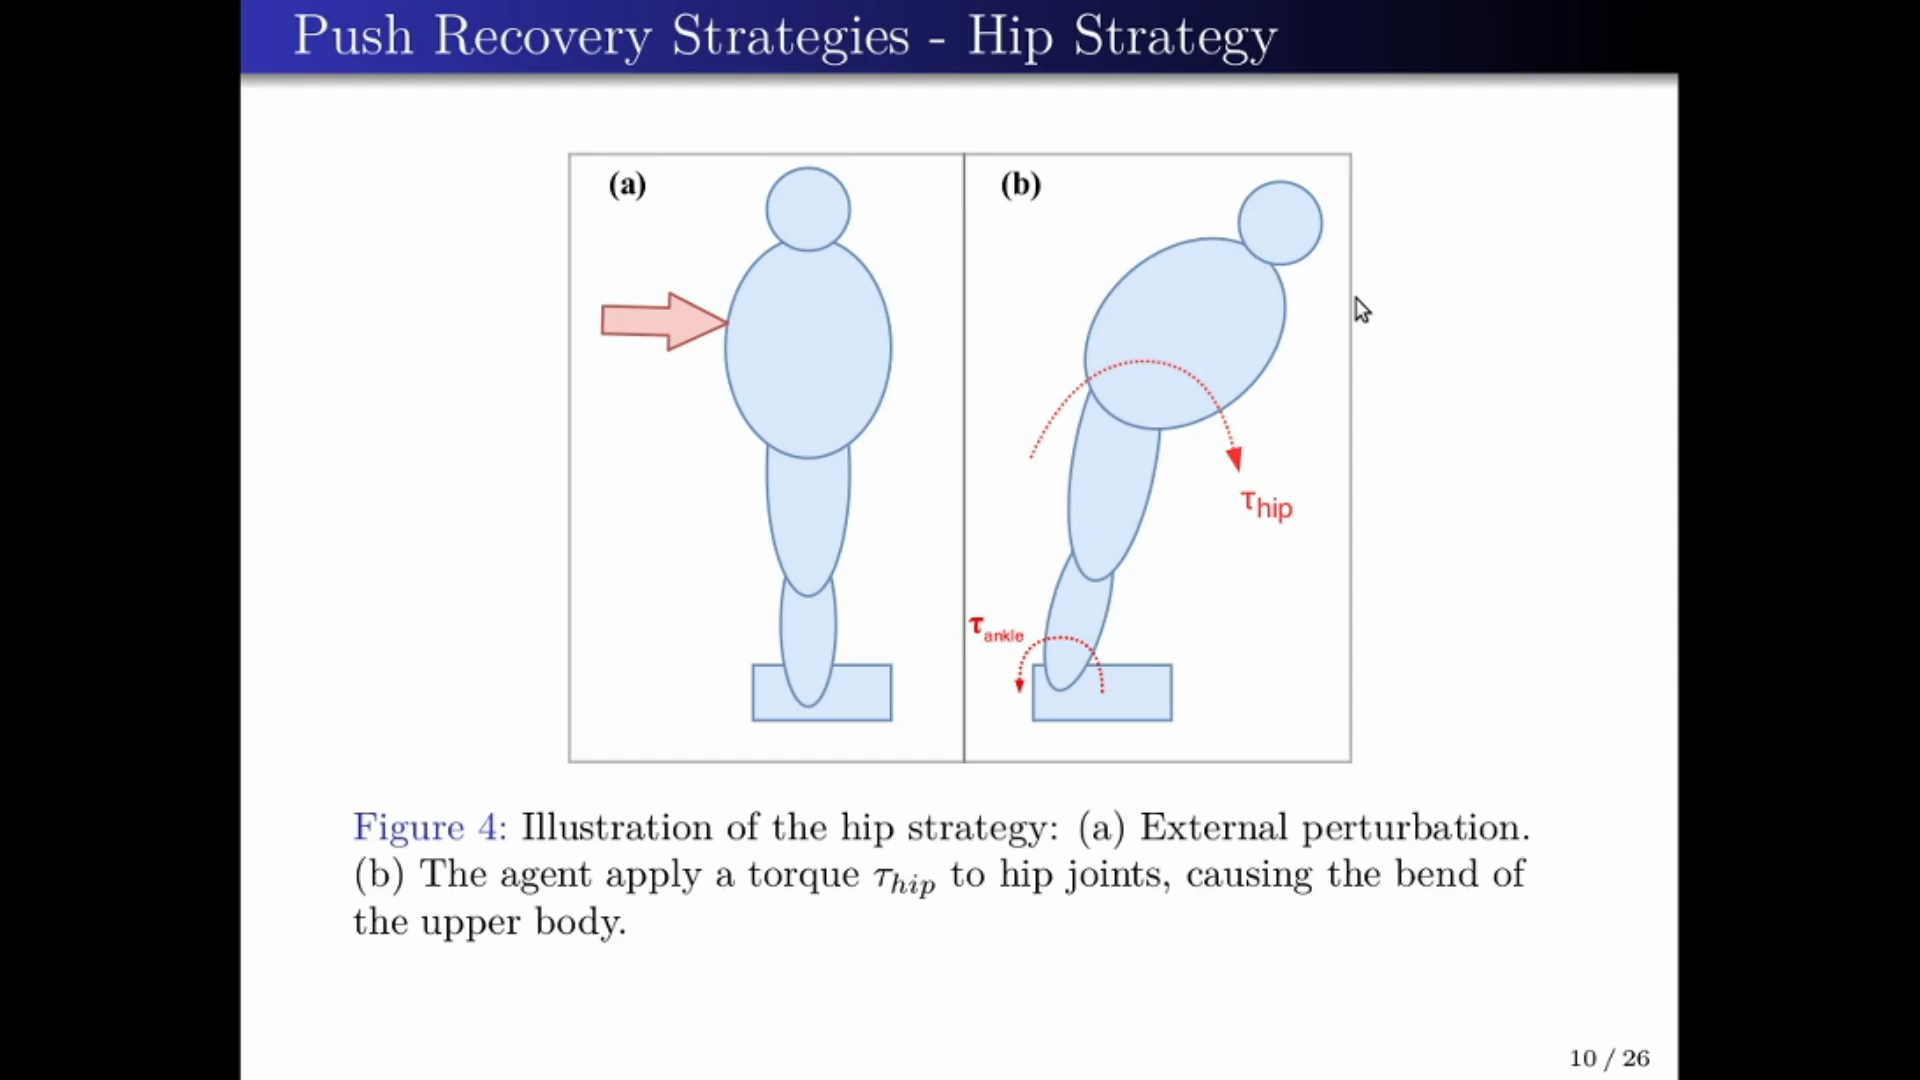 Push Recovery Strategies - Hip Strategy
(a)
(b)
τhip
τankle
Figure 4: Illustration of the hip strategy: (a) External perturbation.
(b) The agent apply a torque τhip to hip joints, causing the bend of
the upper body.
10 / 26